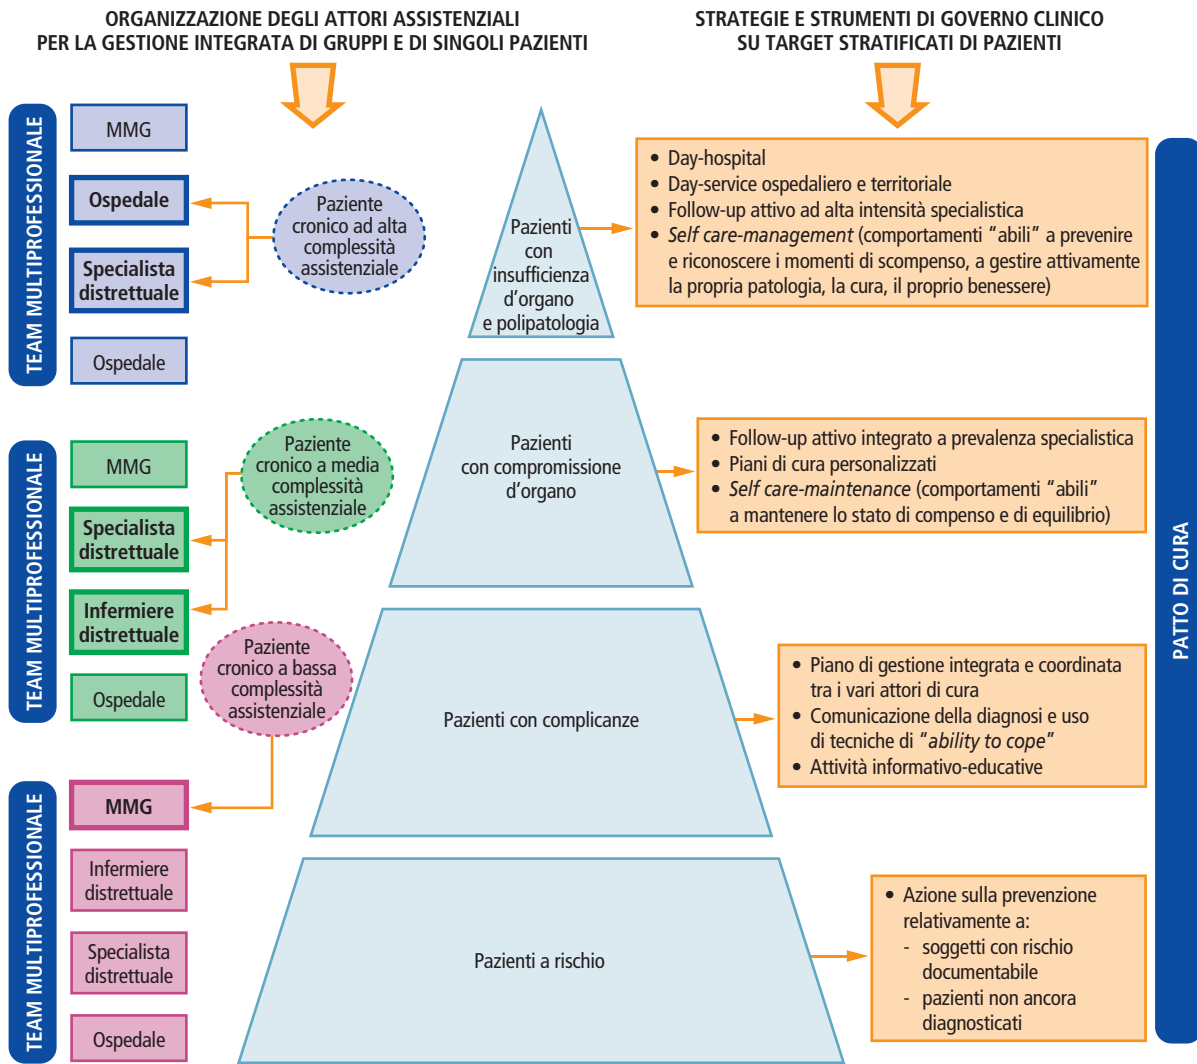 ORGANIZZAZIONE DEGLI ATTORI ASSISTENZIALI
PER LA GESTIONE INTEGRATA DI GRUPPI E DI SINGOLI PAZIENTI
STRATEGIE E STRUMENTI DI GOVERNO CLINICO
SU TARGET STRATIFICATI DI PAZIENTI
TEAM MULTIPROFESSIONALE
MMG
Ospedale
Specialista
distrettuale
Ospedale
Paziente
cronico ad alta
complessità
assistenziale
Pazienti
con
insufficienza
d'organo
e polipatologia
• Day-hospital
• Day-service ospedaliero e territoriale
• Follow-up attivo ad alta intensità specialistica
• Self care-management (comportamenti "abili" a prevenire
e riconoscere i momenti di scompenso, a gestire attivamente
la propria patologia, la cura, il proprio benessere)
TEAM MULTIPROFESSIONALE
MMG
Specialista
distrettuale
Infermiere
distrettuale
Ospedale
Paziente
cronico a media
complessità
assistenziale
Pazienti
con compromissione
d'organo
• Follow-up attivo integrato a prevalenza specialistica
• Piani di cura personalizzati
• Self care-maintenance (comportamenti "abili"
a mantenere lo stato di compenso e di equilibrio)
Paziente
cronico a bassa
complessità
assistenziale
Pazienti con complicanze
• Piano di gestione integrata e coordinata
tra i vari attori di cura
• Comunicazione della diagnosi e uso
di tecniche di "ability to cope"
• Attività informativo-educative
TEAM MULTIPROFESSIONALE
MMG
Infermiere
distrettuale
Specialista
distrettuale
Ospedale
Pazienti a rischio
• Azione sulla prevenzione
relativamente a:
- soggetti con rischio
documentabile
- pazienti non ancora
diagnosticati
PATTO DI CURA